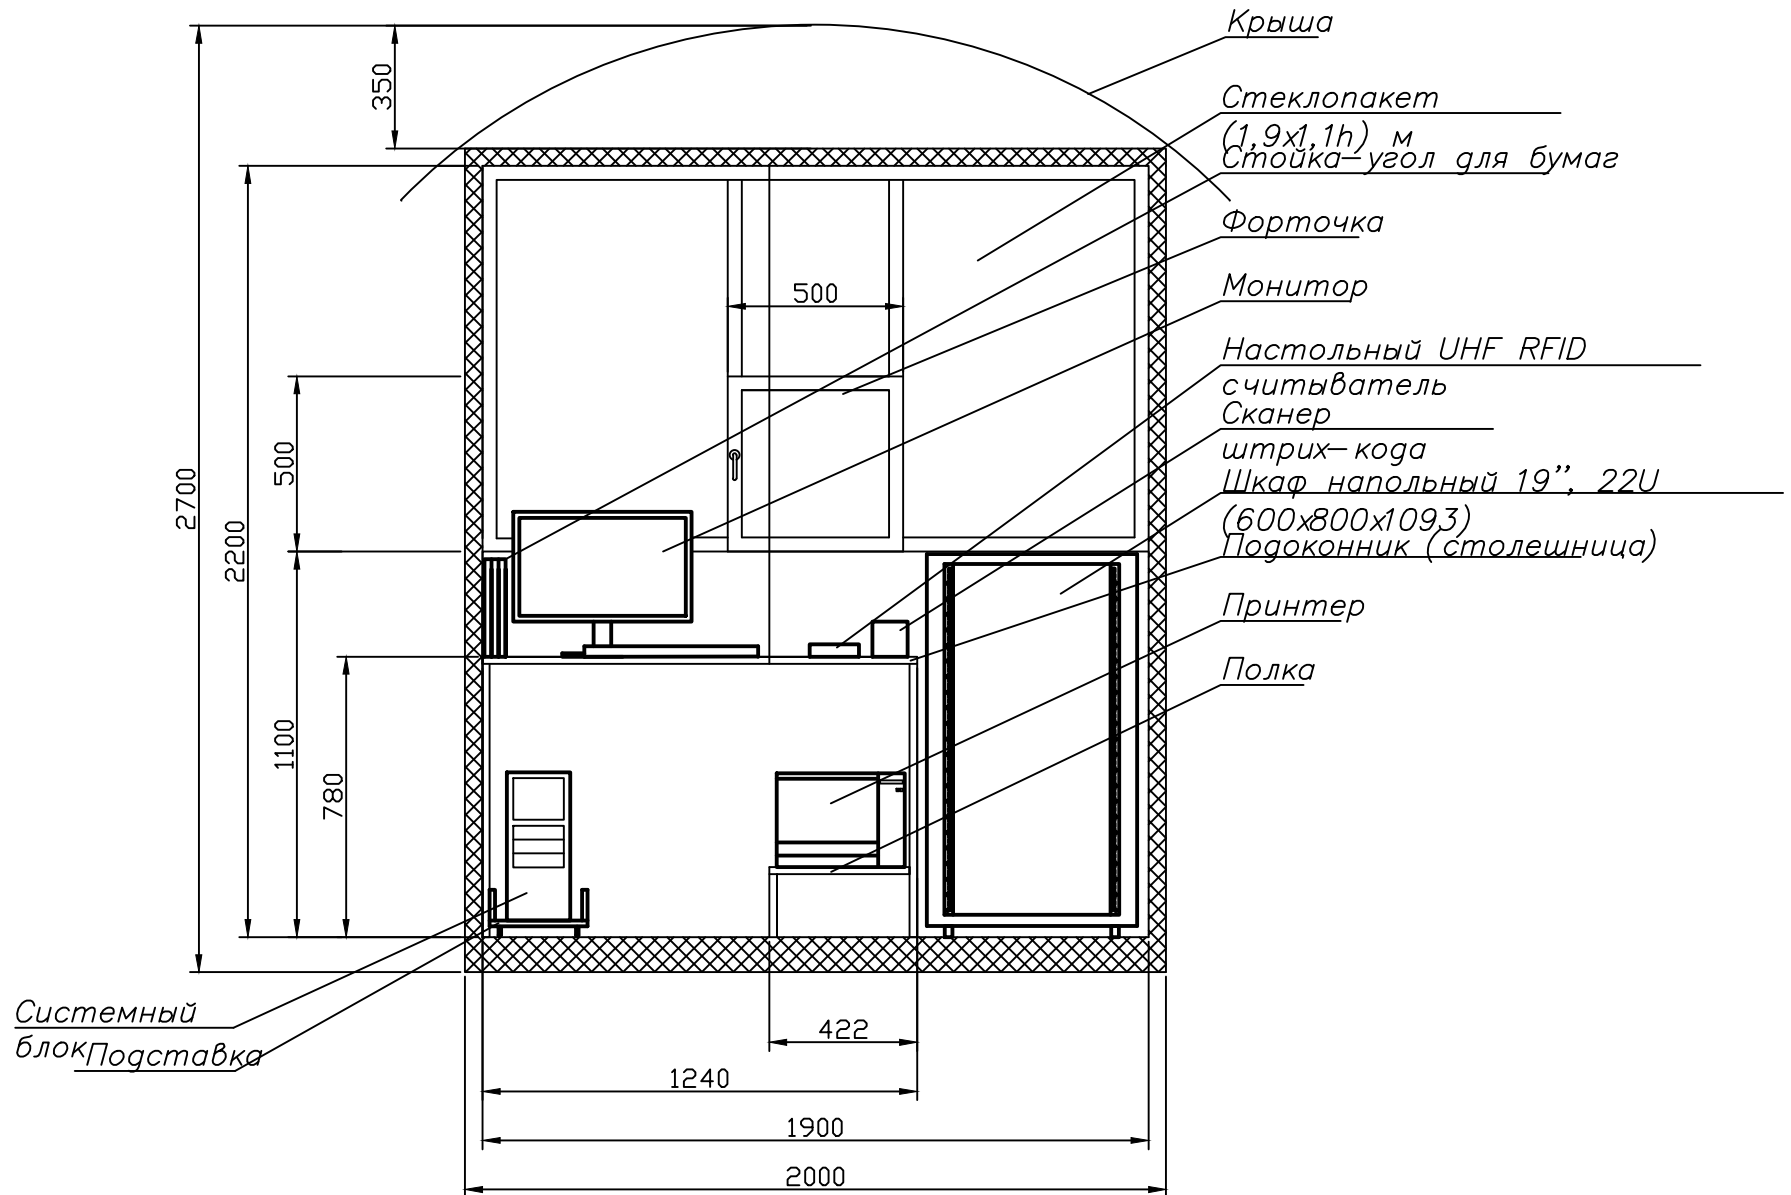 Крыша
350
Стеклопакет
(1,9х1,1h) м
Стойка-угол для бумаг
Форточка
Монитор
500
Настольный UHF RFID
считыватель
Сканер
штрих-кода
500
2700
2200
Шкаф напольный 19", 22U
(600х800х1093)
Подоконник (столешница)
Принтер
Полка
1100
780
Системный
блок
Подставка
422
1240
1900
2000